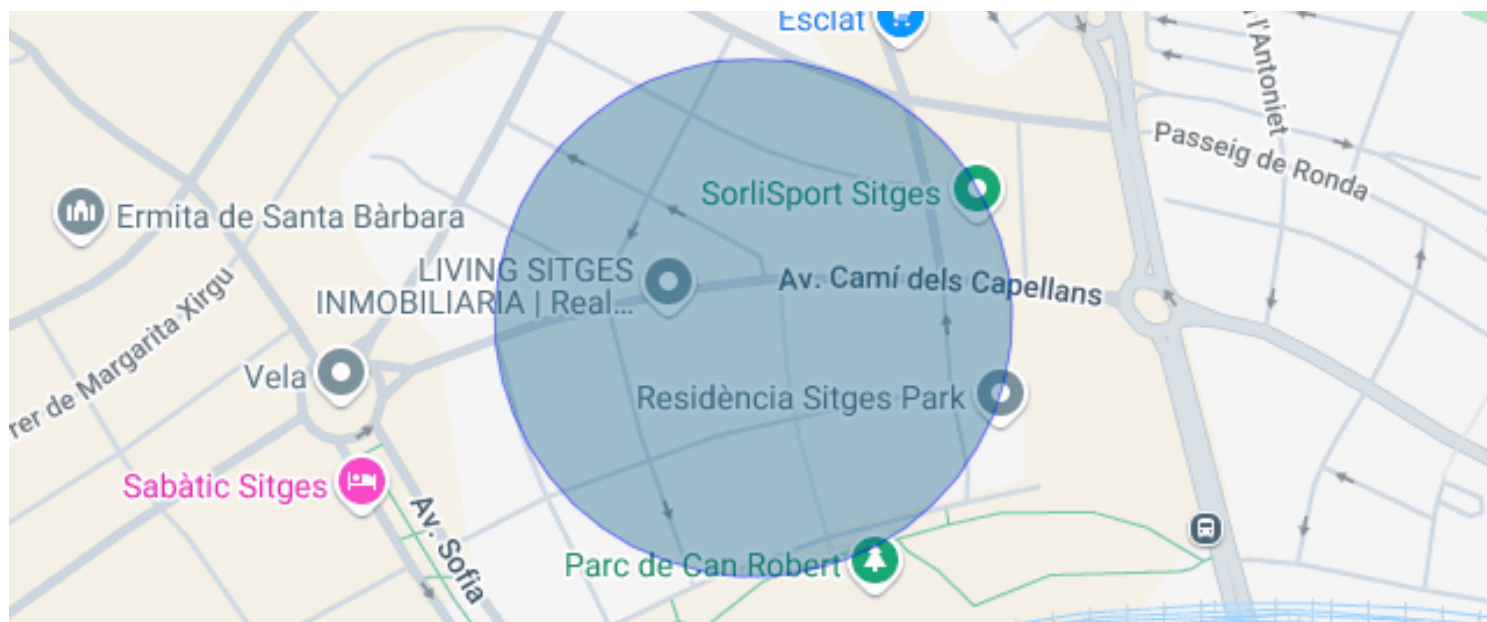 Esclat
l'Antoniet
Passeig de Ronda
SorliSport Sitges
Ermita de Santa Bàrbara
LIVING SITGES
INMOBILIARIA | Real...
Av. Camí dels Capellans
rer de Margarita Xirgu
Vela
Residència Sitges Park
Sabàtic Sitges
Av. Sofia
Parc de Can Robert